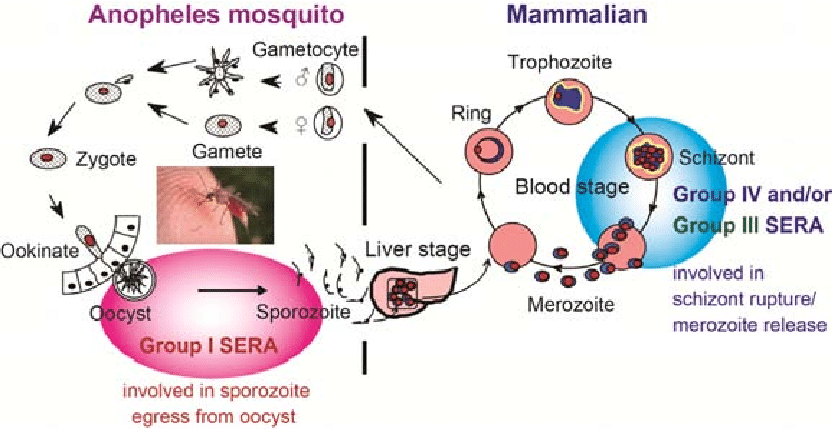 Anopheles mosquito
Mammalian
Gametocyte
♂
♀
Gamete
Zygote
Ookinate
Oocyst
Sporozoite
Group I SERA
involved in sporozoite
egress from oocyst
Liver stage
Trophozoite
Ring
Schizont
Blood stage
Group IV and/or
Group III SERA
Merozoite
involved in
schizont rupture/
merozoite release